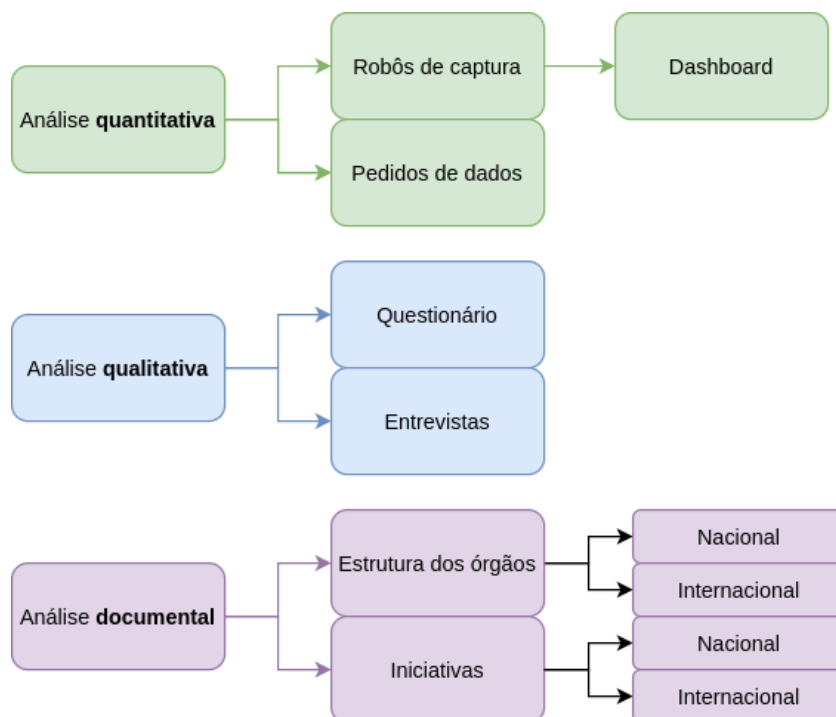 Análise quantitativa
Robôs de captura
Dashboard
Pedidos de dados
Análise qualitativa
Questionário
Entrevistas
Análise documental
Estrutura dos órgãos
Nacional
Internacional
Iniciativas
Nacional
Internacional